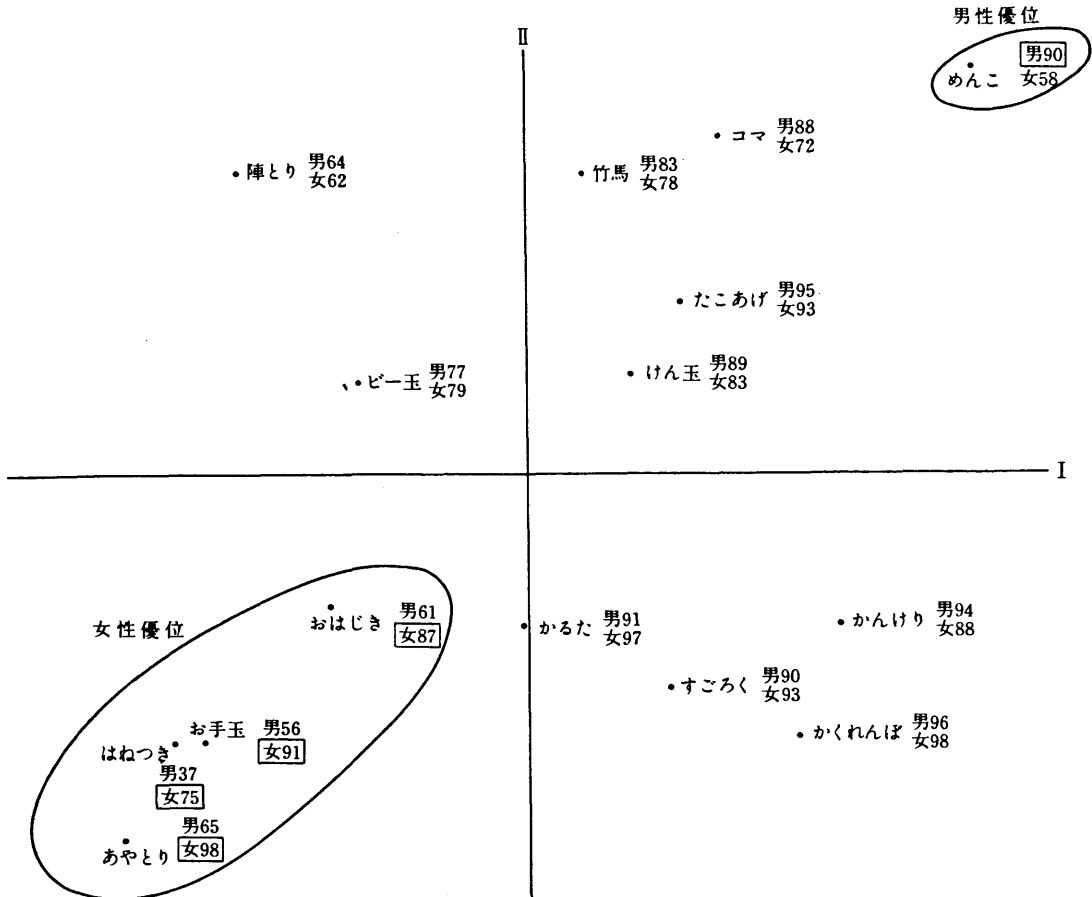 男性優位
Ⅱ
男90
めんこ 女58
コマ 男88
女72
陣とり 男64
女62
竹馬 男83
女78
たこあげ 男95
女93
けん玉 男89
女83
ビー玉 男77
女79
Ⅰ
女性優位
おはじき 男61
女87
かるた 男91
女97
かんけり 男94
女88
すごろく 男90
女93
お手玉 男56
女91
はねつき
男37
女75
かくれんぼ 男96
女98
男65
あやとり 女98